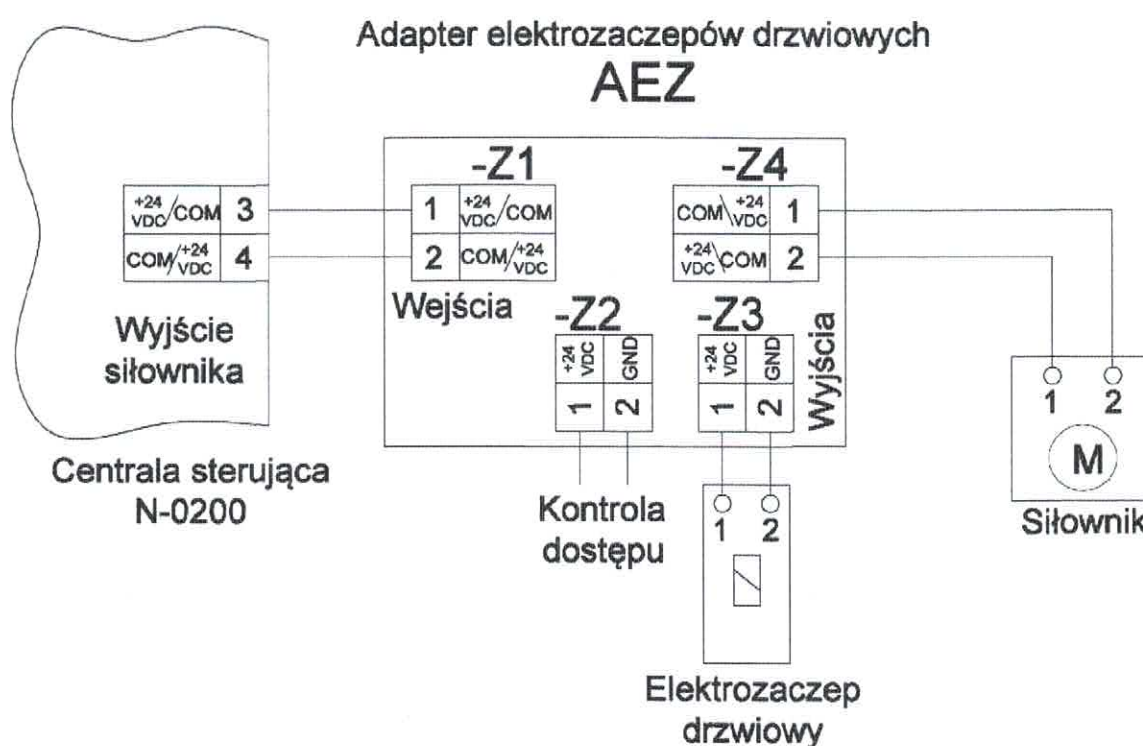 Adapter elektrozaczepów drzwiowych
AEZ
-Z1
-Z4
+24 VDC/COM 3
COM/+24 VDC 4
1 +24 VDC/COM
2 COM/+24 VDC
COM\+24 VDC 1
+24 VDC\COM 2
Wyjście
siłownika
Wejścia
-Z2
-Z3
+24 VDC
GND
1
2
+24 VDC
GND
1
2
Wyjścia
1 2
M
Siłownik
Centrala sterująca
N-0200
Kontrola
dostępu
1 2
Elektrozaczep
drzwiowy